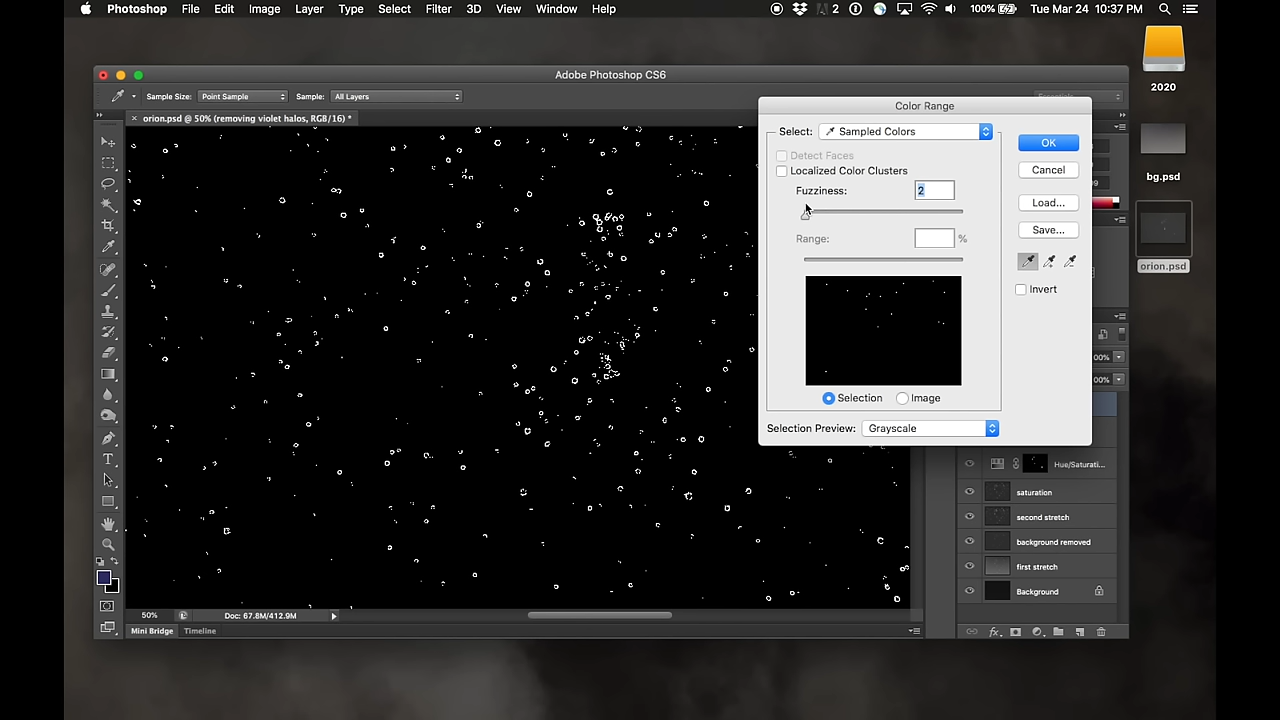 Photoshop File Edit Image Layer Type Select Filter 3D View Window Help 2 100% Tue Mar 24 10:37 PM
Adobe Photoshop CS6
Sample Size: Point Sample Sample: All Layers
orion.psd @ 50% (removing violet halos, RGB/16) *
Color Range
Select: Sampled Colors
OK
Detect Faces
Localized Color Clusters
Cancel
Fuzziness: 2
Load...
Save...
Range: %
Invert
Selection Image
Selection Preview: Grayscale
2020
bg.psd
orion.psd
00%
00%
Hue/Saturati...
saturation
second stretch
background removed
first stretch
Background
50% Doc: 67.8M/412.9M
Mini Bridge Timeline